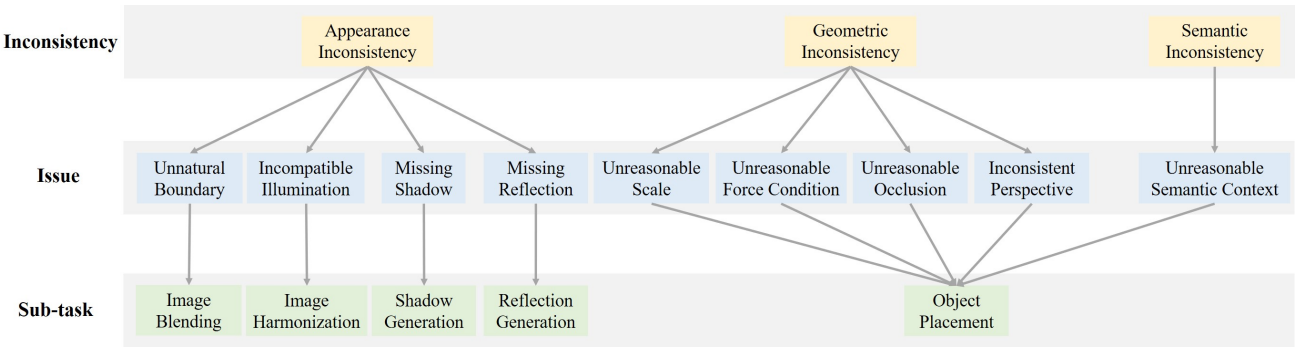 Inconsistency
Appearance
Inconsistency
Geometric
Inconsistency
Semantic
Inconsistency
Issue
Unnatural
Boundary
Incompatible
Illumination
Missing
Shadow
Missing
Reflection
Unreasonable
Scale
Unreasonable
Force Condition
Unreasonable
Occlusion
Inconsistent
Perspective
Unreasonable
Semantic Context
Sub-task
Image
Blending
Image
Harmonization
Shadow
Generation
Reflection
Generation
Object
Placement